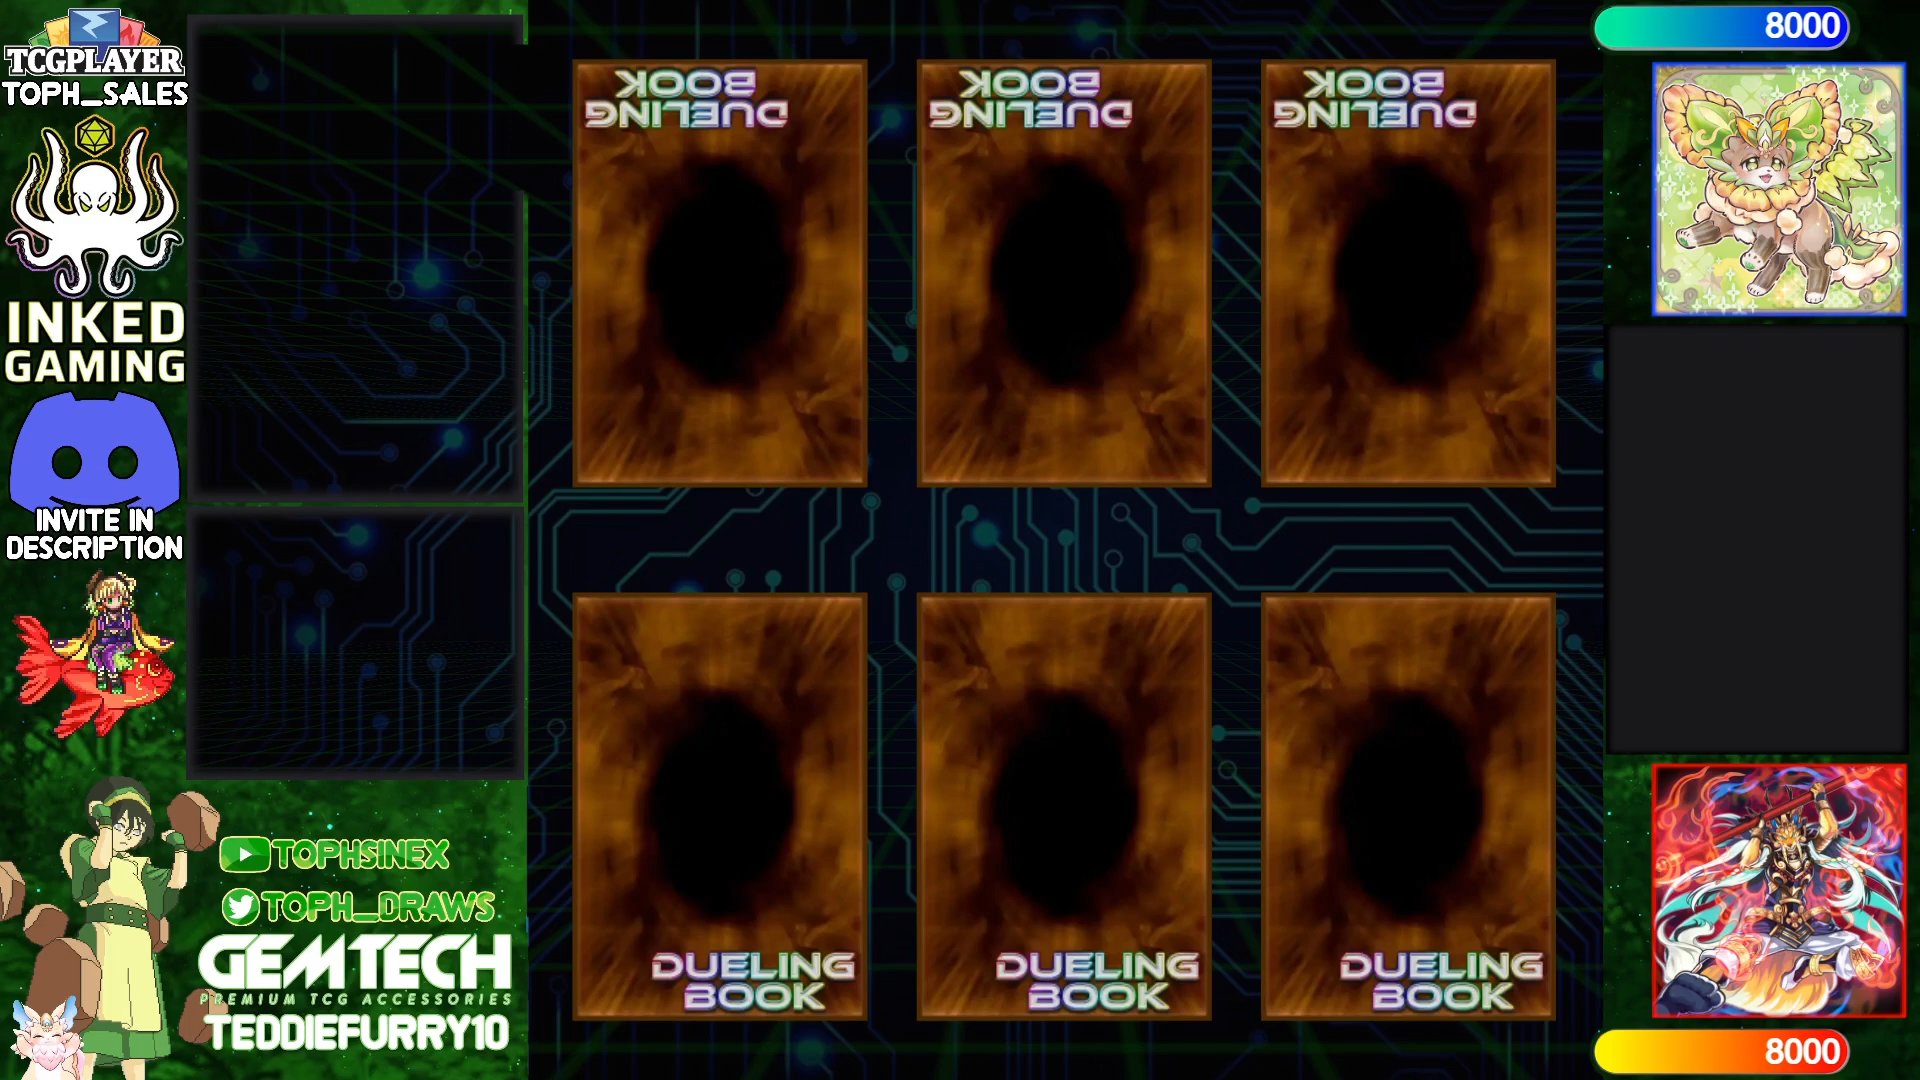 TCGPLAYER
TOPH_SALES
INKED
GAMING
INVITE IN
DESCRIPTION
TOPHSINEX
TOPH_DRAWS
GEMTECH
PREMIUM TCG ACCESSORIES
TEDDIEFURRY10
DUELING
BOOK
DUELING
BOOK
DUELING
BOOK
DUELING
BOOK
DUELING
BOOK
DUELING
BOOK
8000
8000